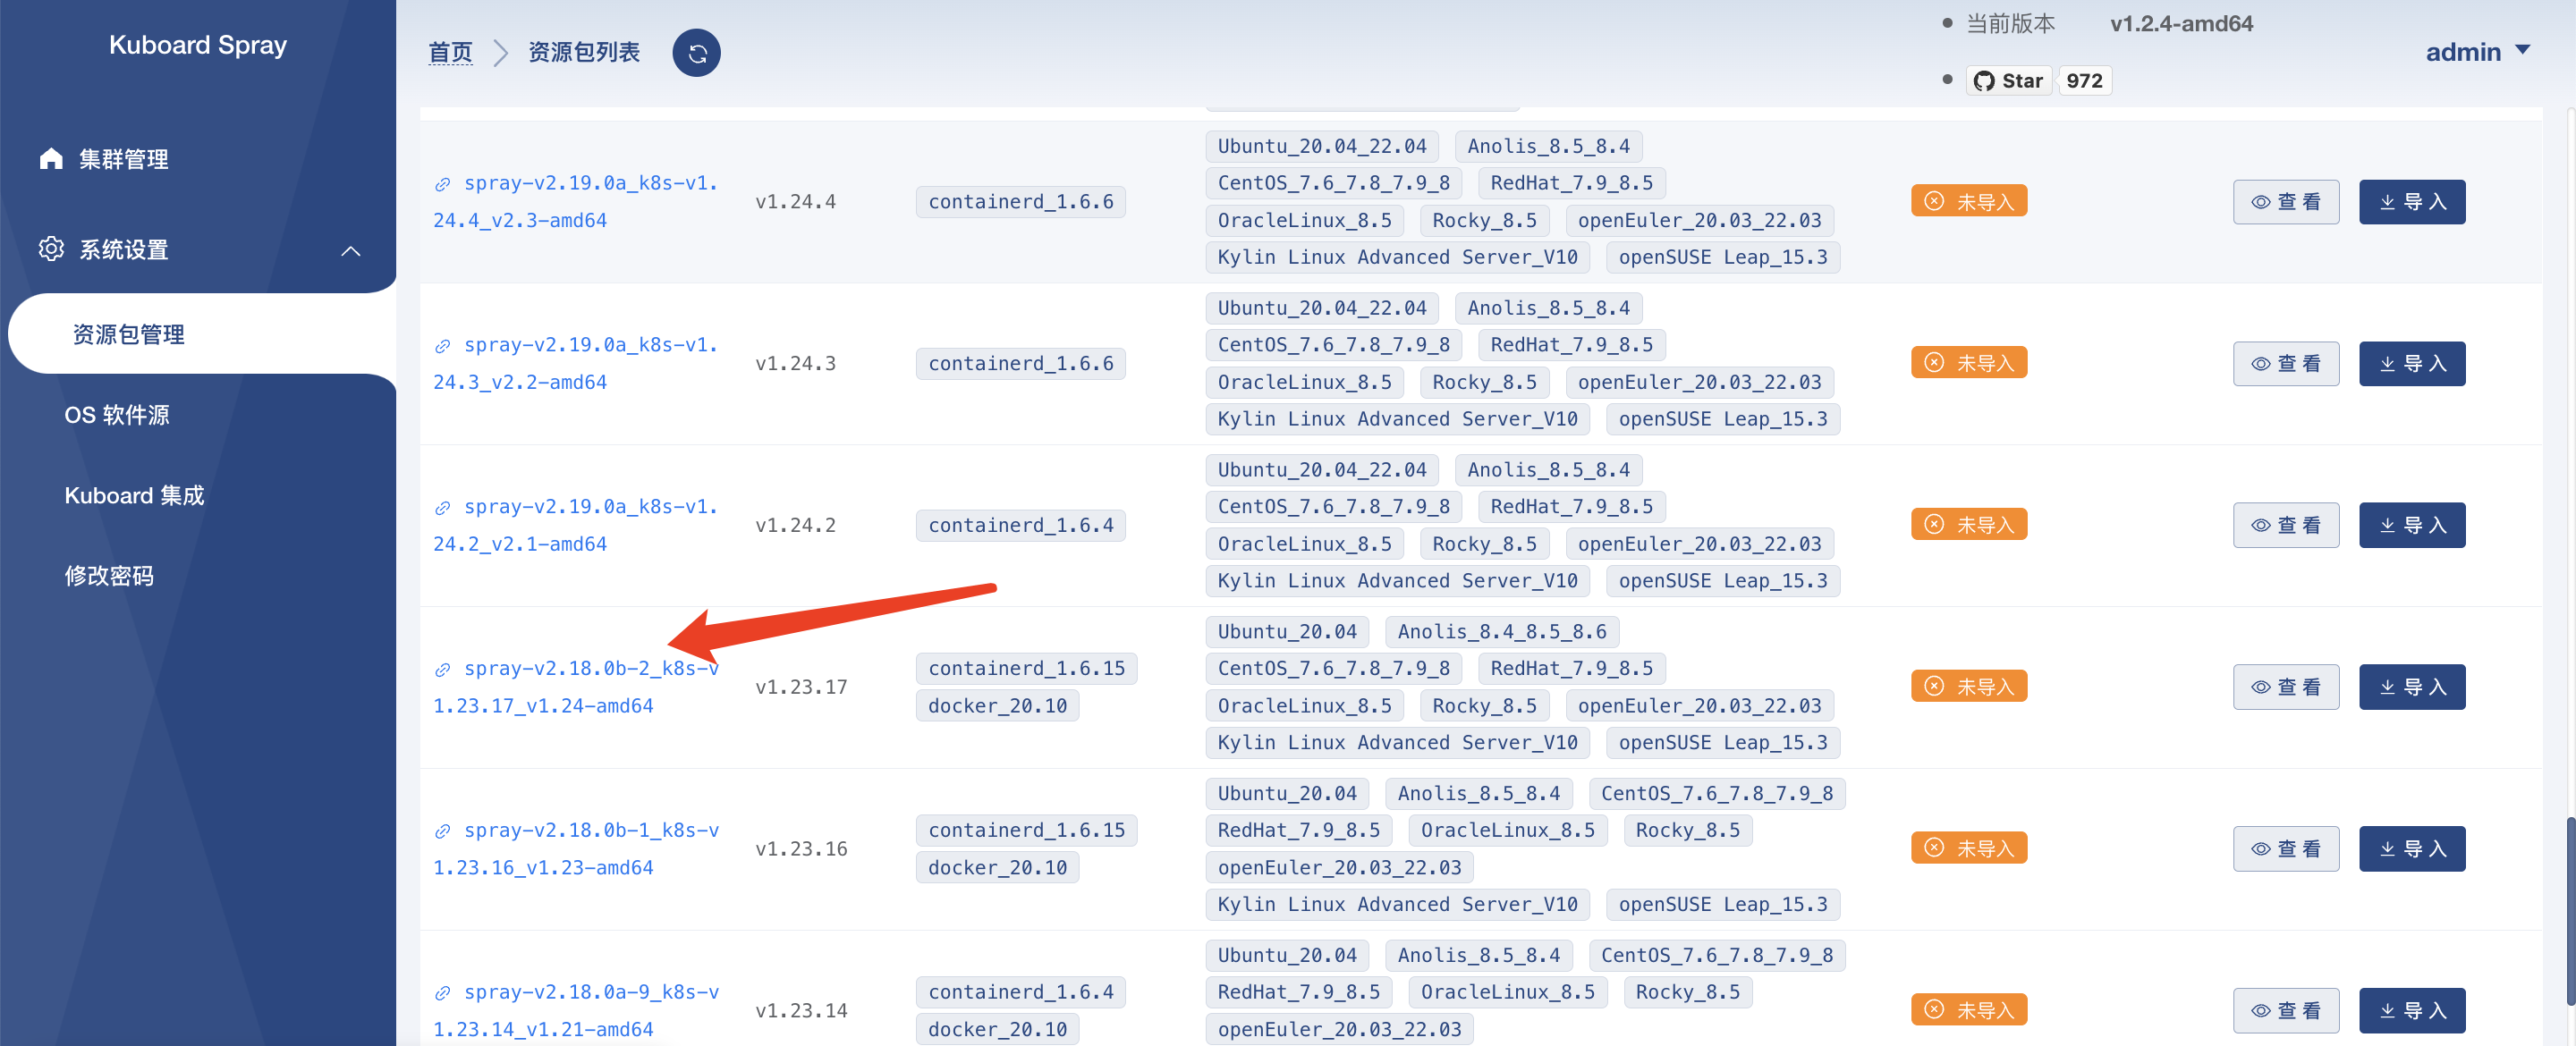 Kuboard Spray
集群管理
系统设置
资源包管理
OS 软件源
Kuboard 集成
修改密码
首页 资源包列表
当前版本 v1.2.4-amd64
Star 972
admin
spray-v2.19.0a_k8s-v1.
24.4_v2.3-amd64
v1.24.4
containerd_1.6.6
Ubuntu_20.04_22.04 Anolis_8.5_8.4
CentOS_7.6_7.8_7.9_8 RedHat_7.9_8.5
OracleLinux_8.5 Rocky_8.5 openEuler_20.03_22.03
Kylin Linux Advanced Server_V10 openSUSE Leap_15.3
未导入
查 看 导 入
spray-v2.19.0a_k8s-v1.
24.3_v2.2-amd64
v1.24.3
containerd_1.6.6
Ubuntu_20.04_22.04 Anolis_8.5_8.4
CentOS_7.6_7.8_7.9_8 RedHat_7.9_8.5
OracleLinux_8.5 Rocky_8.5 openEuler_20.03_22.03
Kylin Linux Advanced Server_V10 openSUSE Leap_15.3
未导入
查 看 导 入
spray-v2.19.0a_k8s-v1.
24.2_v2.1-amd64
v1.24.2
containerd_1.6.4
Ubuntu_20.04_22.04 Anolis_8.5_8.4
CentOS_7.6_7.8_7.9_8 RedHat_7.9_8.5
OracleLinux_8.5 Rocky_8.5 openEuler_20.03_22.03
Kylin Linux Advanced Server_V10 openSUSE Leap_15.3
未导入
查 看 导 入
spray-v2.18.0b-2_k8s-v
1.23.17_v1.24-amd64
v1.23.17
containerd_1.6.15
docker_20.10
Ubuntu_20.04 Anolis_8.4_8.5_8.6
CentOS_7.6_7.8_7.9_8 RedHat_7.9_8.5
OracleLinux_8.5 Rocky_8.5 openEuler_20.03_22.03
Kylin Linux Advanced Server_V10 openSUSE Leap_15.3
未导入
查 看 导 入
spray-v2.18.0b-1_k8s-v
1.23.16_v1.23-amd64
v1.23.16
containerd_1.6.15
docker_20.10
Ubuntu_20.04 Anolis_8.5_8.4 CentOS_7.6_7.8_7.9_8
RedHat_7.9_8.5 OracleLinux_8.5 Rocky_8.5
openEuler_20.03_22.03
Kylin Linux Advanced Server_V10 openSUSE Leap_15.3
未导入
查 看 导 入
spray-v2.18.0a-9_k8s-v
1.23.14_v1.21-amd64
v1.23.14
containerd_1.6.4
docker_20.10
Ubuntu_20.04 Anolis_8.5_8.4 CentOS_7.6_7.8_7.9_8
RedHat_7.9_8.5 OracleLinux_8.5 Rocky_8.5
openEuler_20.03_22.03
未导入
查 看 导 入